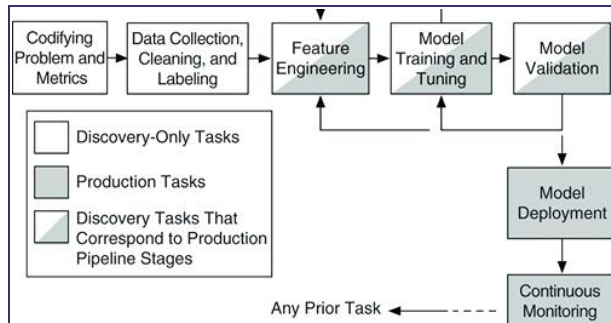 Codifying
Problem and
Metrics
Data Collection,
Cleaning, and
Labeling
Feature
Engineering
Model
Training and
Tuning
Model
Validation
Discovery-Only Tasks
Production Tasks
Discovery Tasks That
Correspond to Production
Pipeline Stages
Model
Deployment
Continuous
Monitoring
Any Prior Task